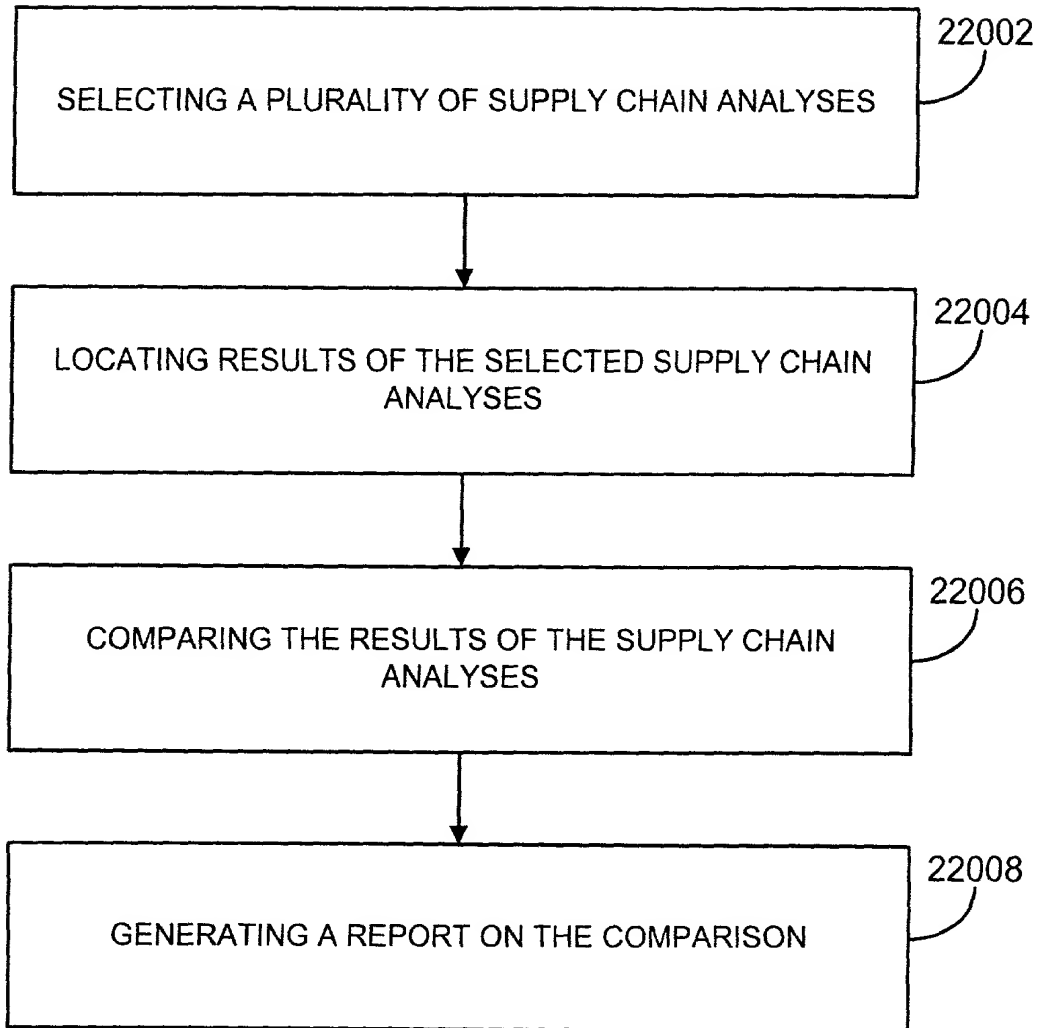 22002
SELECTING A PLURALITY OF SUPPLY CHAIN ANALYSES
22004
LOCATING RESULTS OF THE SELECTED SUPPLY CHAIN
ANALYSES
22006
COMPARING THE RESULTS OF THE SUPPLY CHAIN
ANALYSES
22008
GENERATING A REPORT ON THE COMPARISON